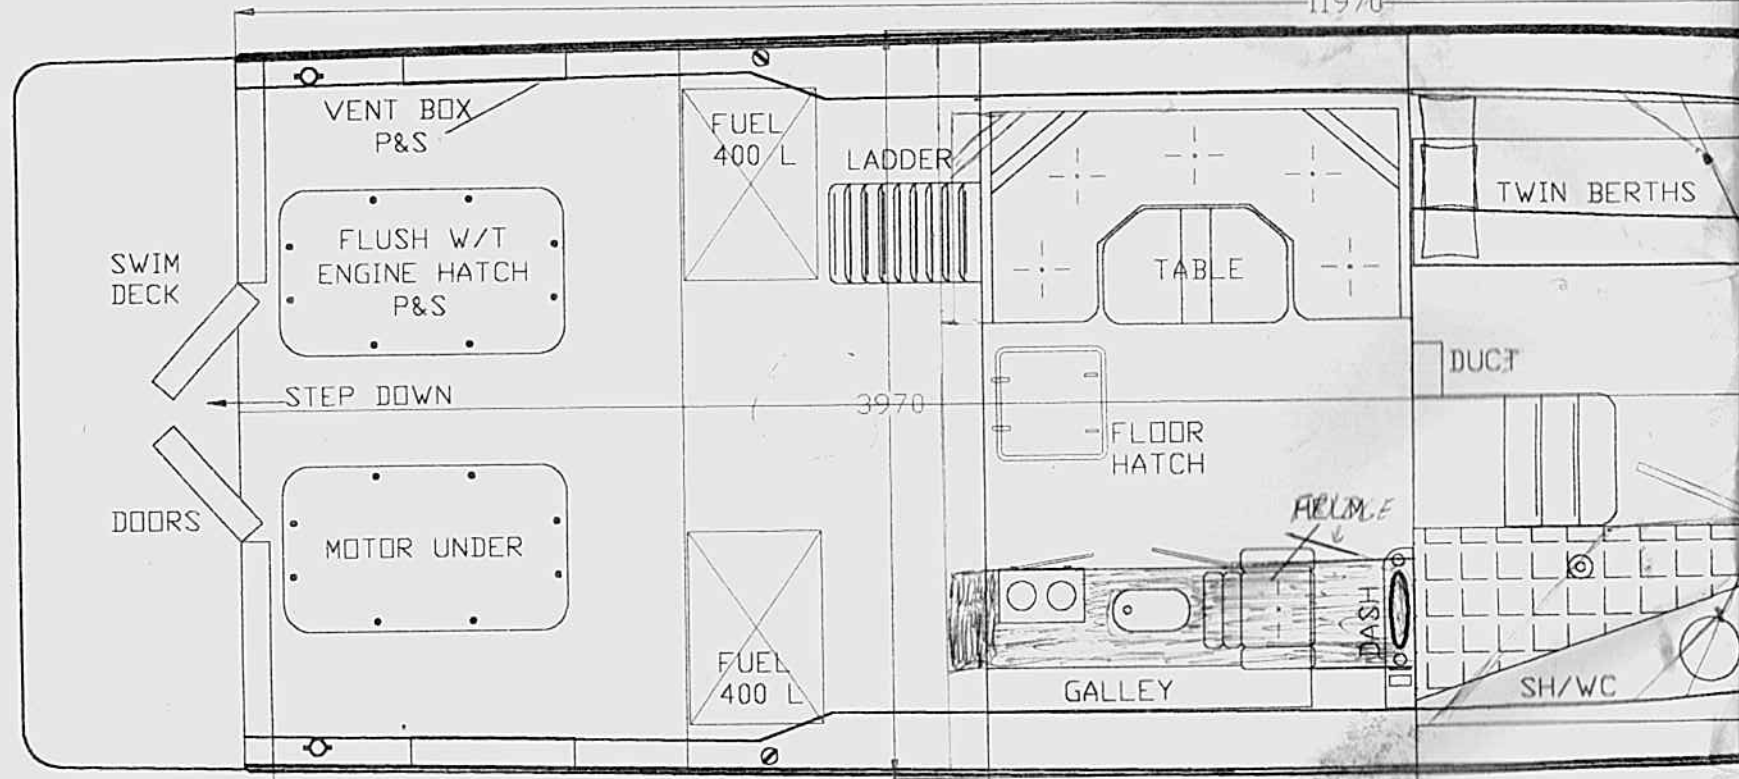 11970
VENT BOX
P&S
FUEL
400 L
LADDER
TWIN BERTHS
FLUSH W/T
ENGINE HATCH
P&S
SWIM
DECK
TABLE
DUCT
STEP DOWN
3970
FLOOR
HATCH
DOORS
MOTOR UNDER
DASH
FUEL
400 L
GALLEY
SH/WC